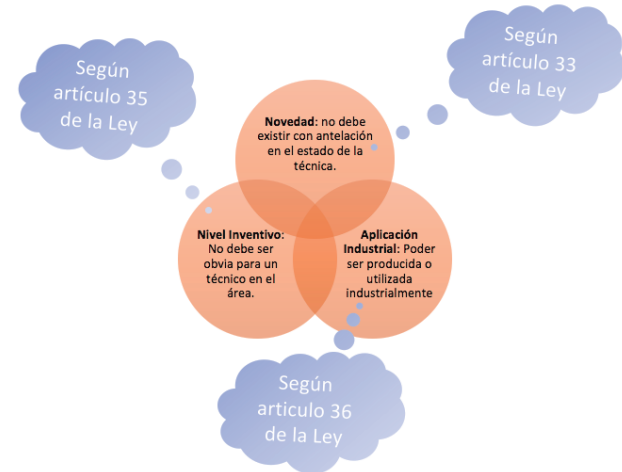 Según
artículo 35
de la Ley
Según
artículo 33
de la Ley
Novedad: no debe
existir con antelación
en el estado de la
técnica.
Nivel Inventivo:
No debe ser
obvia para un
técnico en el
área.
Aplicación
Industrial: Poder
ser producida o
utilizada
industrialmente
Según
articulo 36
de la Ley